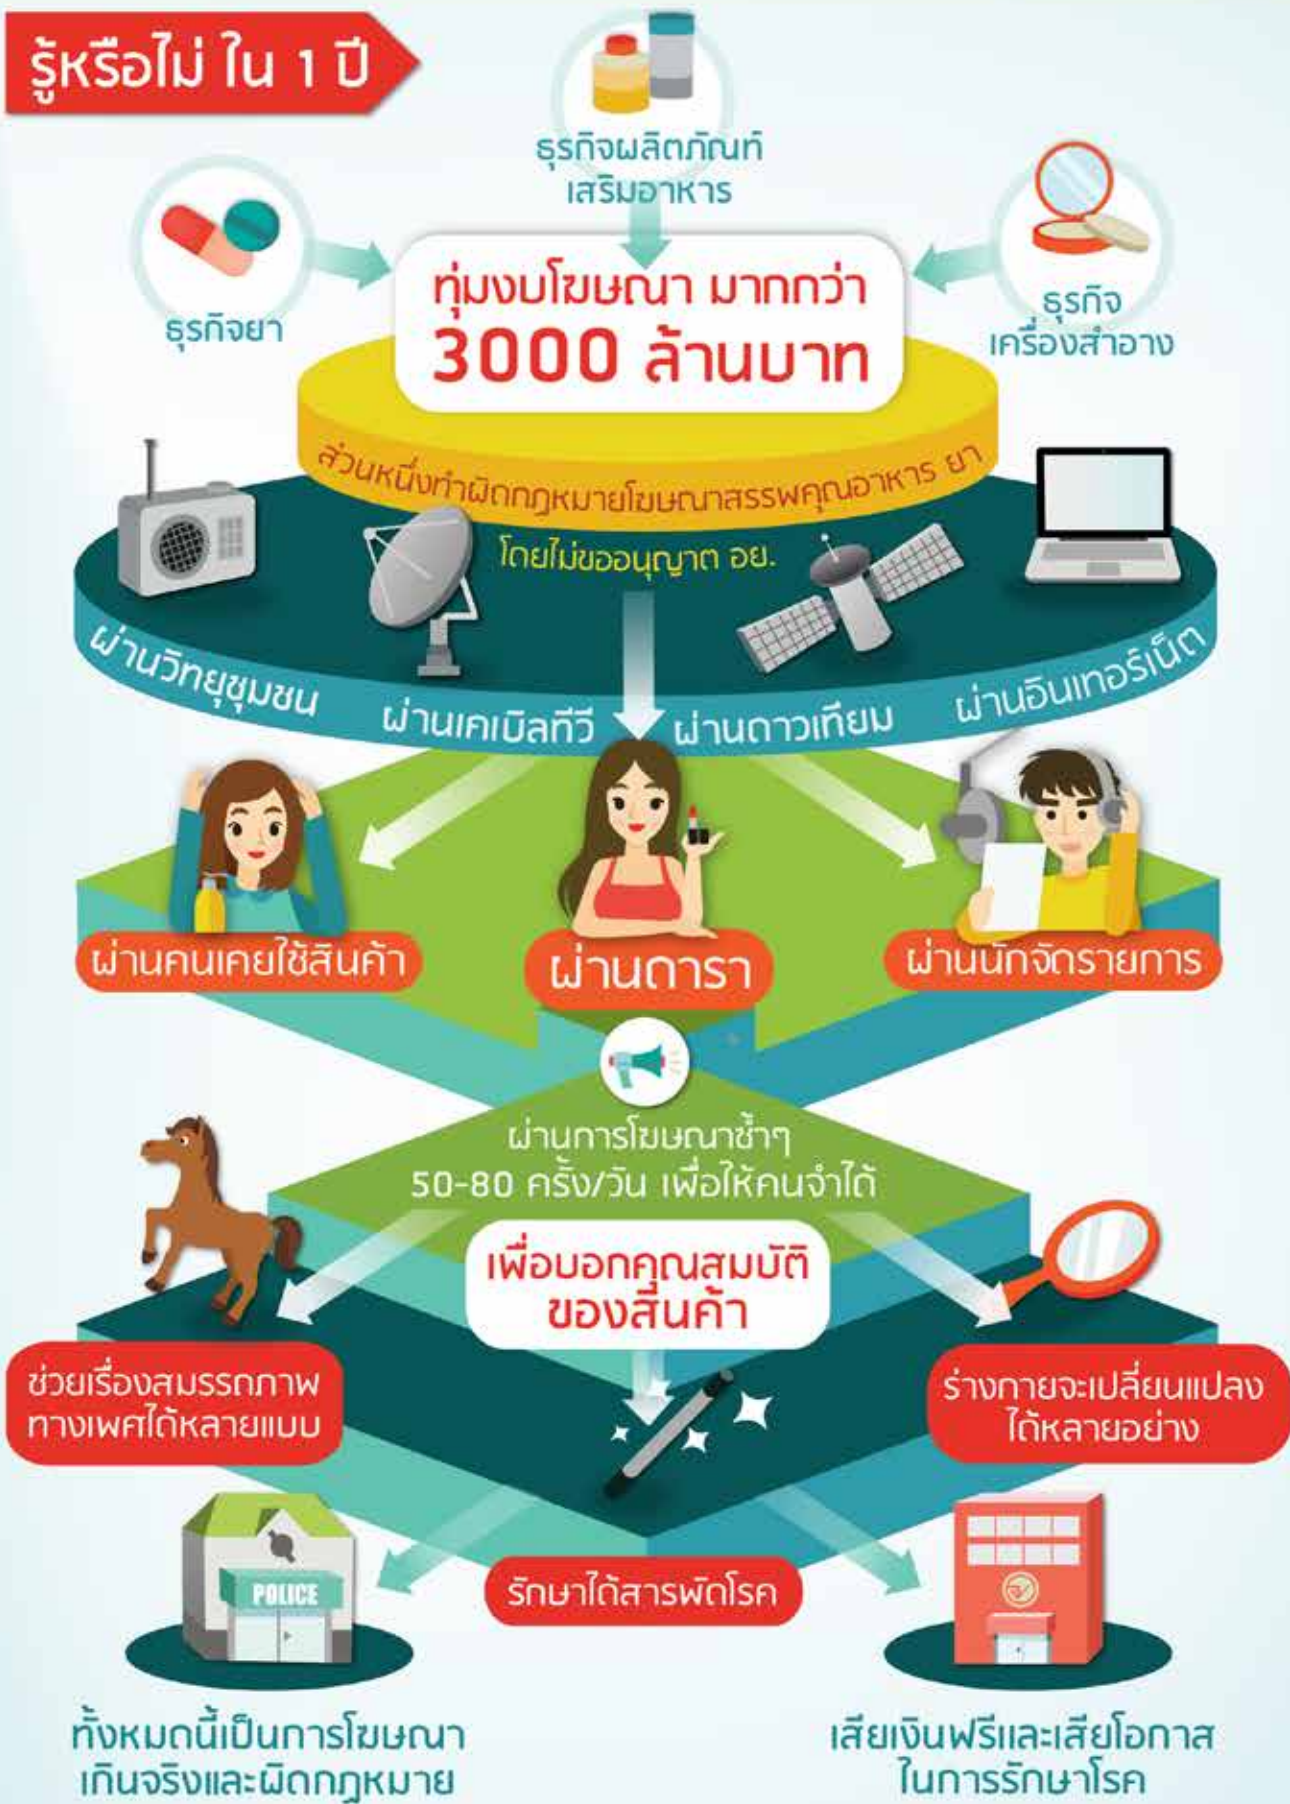 รู้หรือไม่ ใน 1 ปี
ธุรกิจผลิตภัณฑ์
เสริมอาหาร
ธุรกิจยา
ธุรกิจ
เครื่องสำอาง
ทุ่มงบโฆษณา มากกว่า
3000 ล้านบาท
ส่วนหนึ่งทำผิดกฎหมายโฆษณาสรรพคุณอาหาร ยา
โดยไม่ขออนุญาต อย.
ผ่านวิทยุชุมชน
ผ่านเคเบิลทีวี
ผ่านดาวเทียม
ผ่านอินเทอร์เน็ต
ผ่านคนเคยใช้สินค้า
ผ่านดารา
ผ่านนักจัดรายการ
ผ่านการโฆษณาซ้ำๆ
50-80 ครั้ง/วัน เพื่อให้คนจำได้
เพื่อบอกคุณสมบัติ
ของสินค้า
ช่วยเรื่องสมรรถภาพ
ทางเพศได้หลายแบบ
ร่างกายจะเปลี่ยนแปลง
ได้หลายอย่าง
POLICE
รักษาได้สารพัดโรค
ทั้งหมดนี้เป็นการโฆษณา
เกินจริงและผิดกฎหมาย
เสียเงินฟรีและเสียโอกาส
ในการรักษาโรค